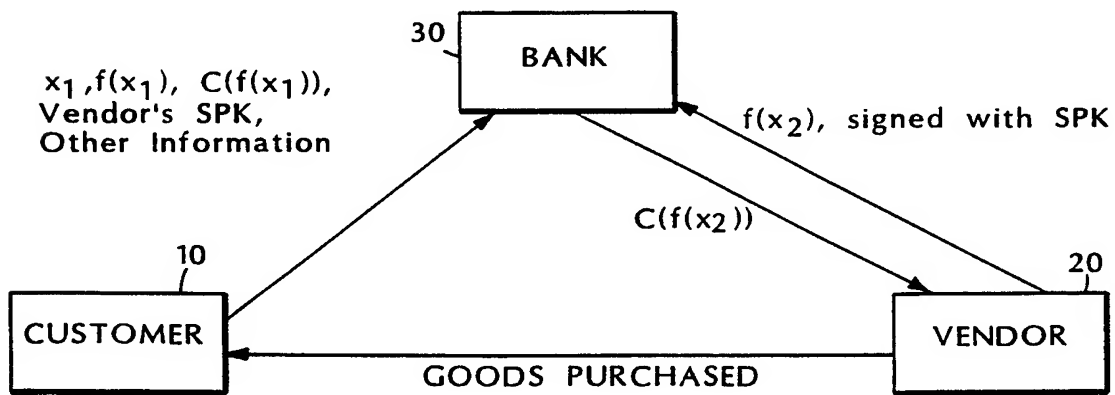 30
BANK
x₁,f(x₁), C(f(x₁)),
Vendor's SPK,
Other Information
f(x₂), signed with SPK
C(f(x₂))
10
20
CUSTOMER
VENDOR
GOODS PURCHASED